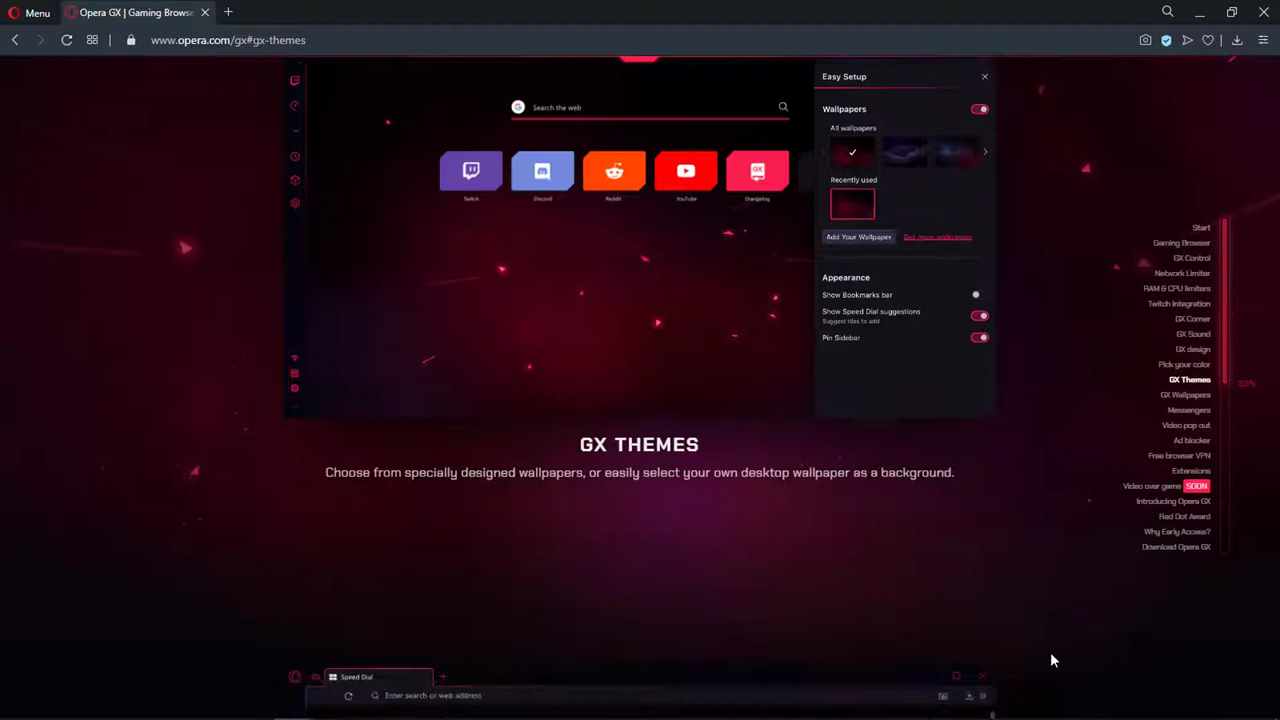 Menu
Opera GX | Gaming Browse
www.opera.com/gx#gx-themes
Easy Setup
Search the web
Wallpapers
All wallpapers
Twitch
Discord
Reddit
YouTube
GX
Changelog
Recently used
Add Your Wallpaper
Get more wallpapers
Appearance
Show Bookmarks bar
Show Speed Dial suggestions
Suggest tiles to add
Pin Sidebar
GX THEMES
Choose from specially designed wallpapers, or easily select your own desktop wallpaper as a background.
Start
Gaming Browser
GX Control
Network Limiter
RAM & CPU limiters
Twitch Integration
GX Corner
GX Sound
GX design
Pick your color
GX Themes
50%
GX Wallpapers
Messengers
Video pop out
Ad blocker
Free browser VPN
Extensions
Video over game SOON
Introducing Opera GX
Red Dot Award
Why Early Access?
Download Opera GX
Speed Dial
Enter search or web address